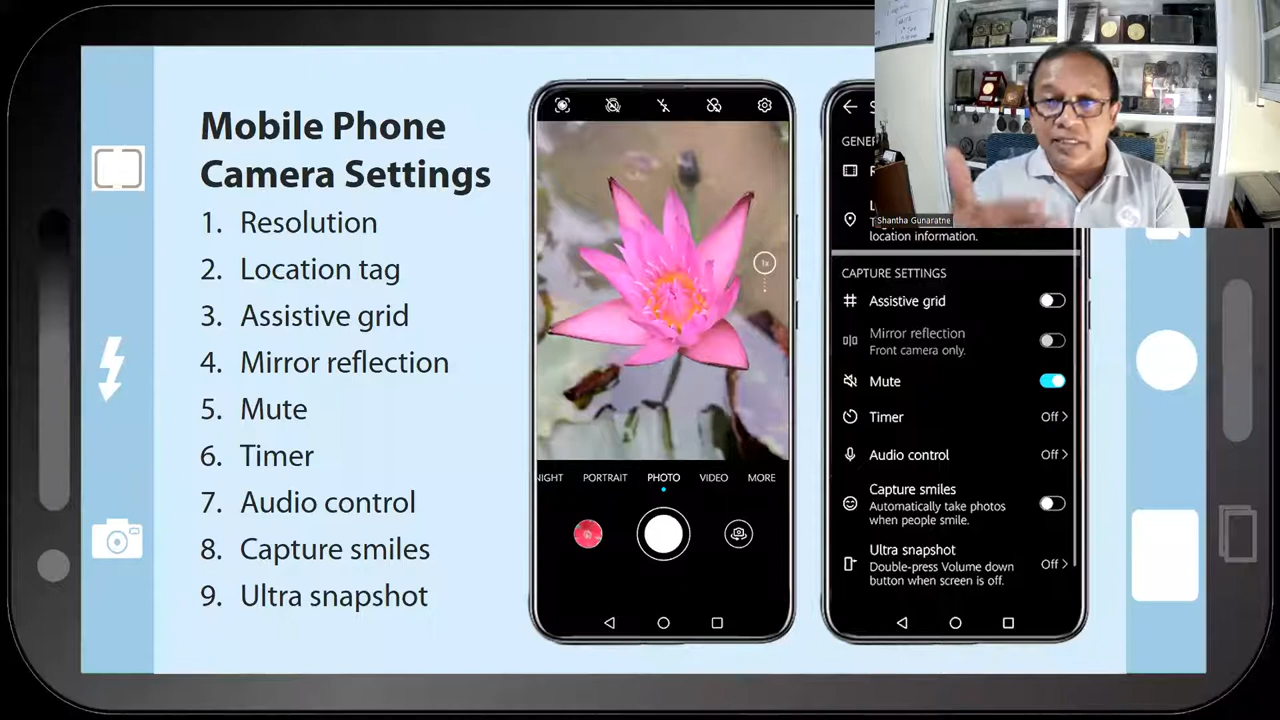 Mobile Phone
Camera Settings
1. Resolution
2. Location tag
3. Assistive grid
4. Mirror reflection
5. Mute
6. Timer
7. Audio control
8. Capture smiles
9. Ultra snapshot
1x
PORTRAIT PHOTO VIDEO MORE
GENER
location information.
CAPTURE SETTINGS
Assistive grid
Mirror reflection
Front camera only.
Mute
Timer Off
Audio control Off
Capture smiles
Automatically take photos
when people smile.
Ultra snapshot
Double-press Volume down
button when screen is off.
Off
Shantha Gunaratne